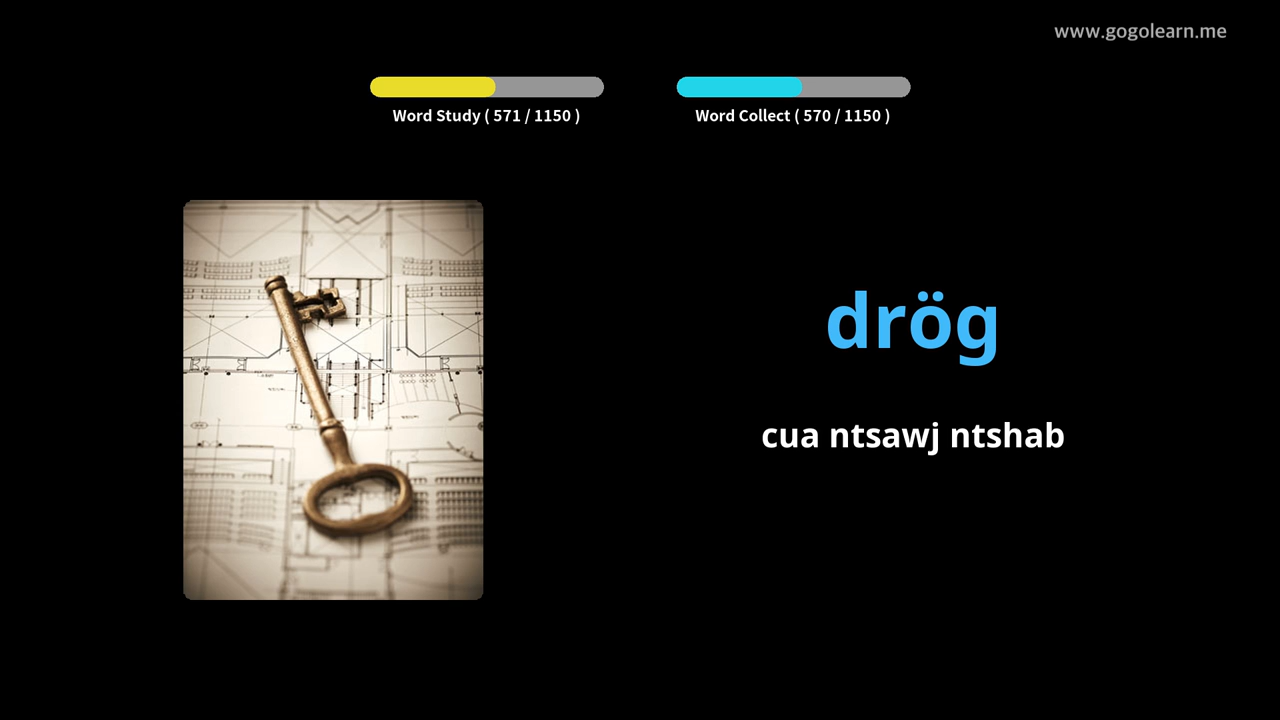 www.gogolearn.me
Word Study ( 571 / 1150 )
Word Collect ( 570 / 1150 )
drög
cua ntsawj ntshab